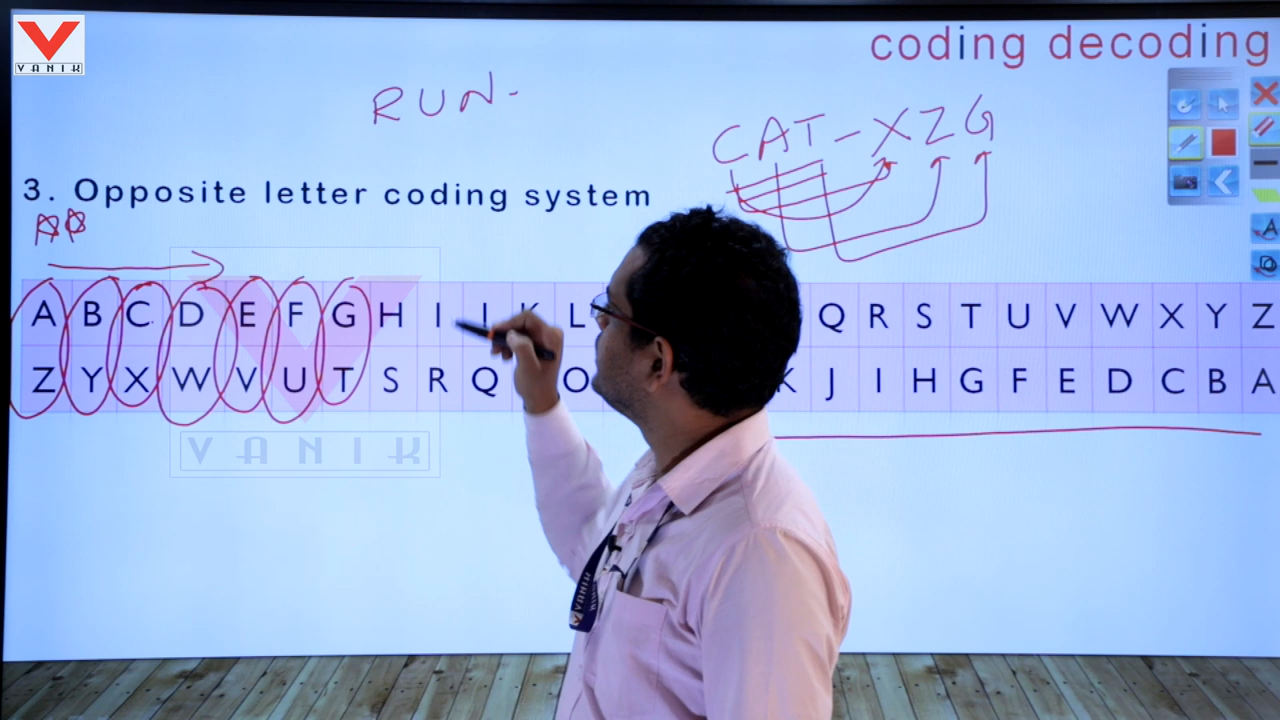 VANIK
coding decoding
RUN.
CAT - XZG
3. Opposite letter coding system
A B C D E F G H I J K L Q R S T U V W X Y Z
Z Y X W V U T S R Q O K J I H G F E D C B A
VANIK